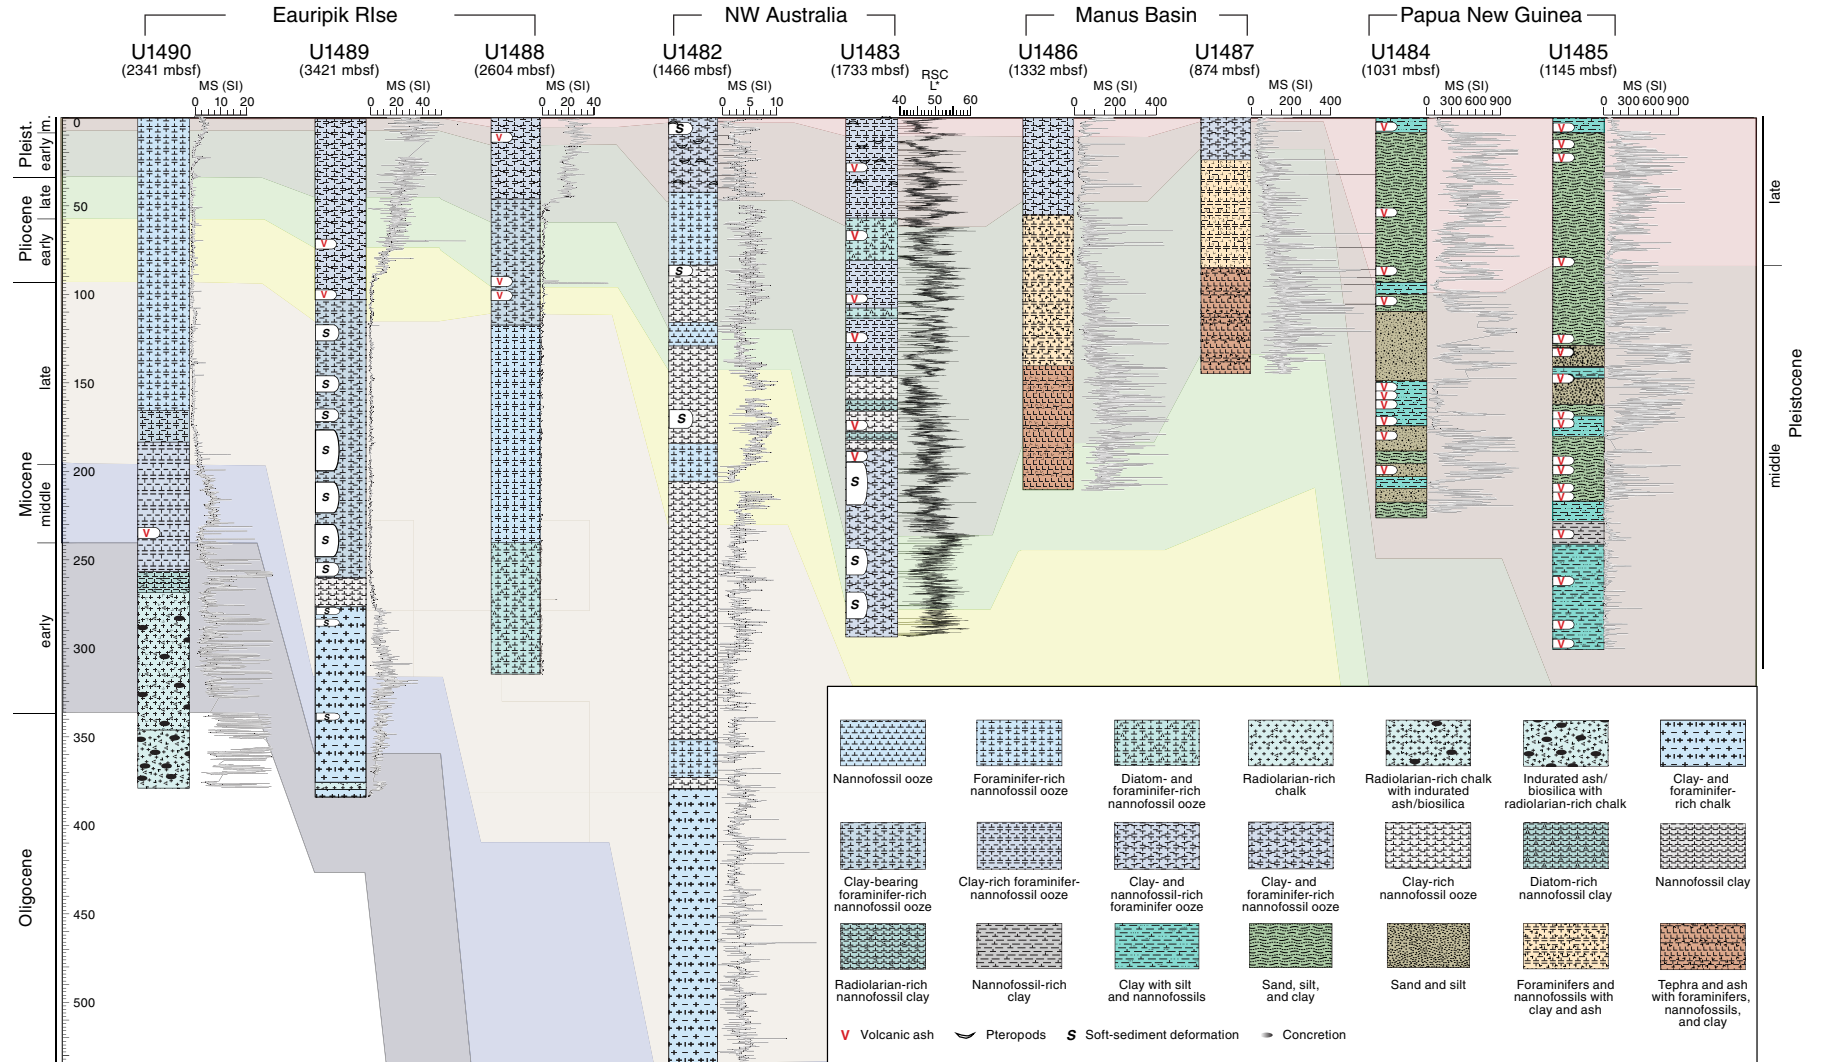 Eauripik RIse
NW Australia
Manus Basin
Papua New Guinea
U1490
(2341 mbsf)
U1489
(3421 mbsf)
U1488
(2604 mbsf)
U1482
(1466 mbsf)
U1483
(1733 mbsf)
U1486
(1332 mbsf)
U1487
(874 mbsf)
U1484
(1031 mbsf)
U1485
(1145 mbsf)
MS (SI)
0 10 20
MS (SI)
0 20 40
MS (SI)
0 20 40
MS (SI)
0 5 10
RSC
L*
40 50 60
MS (SI)
0 200 400
MS (SI)
0 200 400
MS (SI)
0 300 600 900
MS (SI)
0 300 600 900
Pleist.
m.
early
Pliocene
late
early
Miocene
late
middle
early
Oligocene
0
50
100
150
200
250
300
350
400
450
500
late
Pleistocene
middle
Nannofossil ooze
Foraminifer-rich
nannofossil ooze
Diatom- and
foraminifer-rich
nannofossil ooze
Radiolarian-rich
chalk
Radiolarian-rich chalk
with indurated
ash/biosilica
Indurated ash/
biosilica with
radiolarian-rich chalk
Clay- and
foraminifer-
rich chalk
Clay-bearing
foraminifer-rich
nannofossil ooze
Clay-rich foraminifer-
nannofossil ooze
Clay- and
nannofossil-rich
foraminifer ooze
Clay- and
foraminifer-rich
nannofossil ooze
Clay-rich
nannofossil ooze
Diatom-rich
nannofossil clay
Nannofossil clay
Radiolarian-rich
nannofossil clay
Nannofossil-rich
clay
Clay with silt
and nannofossils
Sand, silt,
and clay
Sand and silt
Foraminifers and
nannofossils with
clay and ash
Tephra and ash
with foraminifers,
nannofossils,
and clay
V Volcanic ash
Pteropods
S Soft-sediment deformation
Concretion